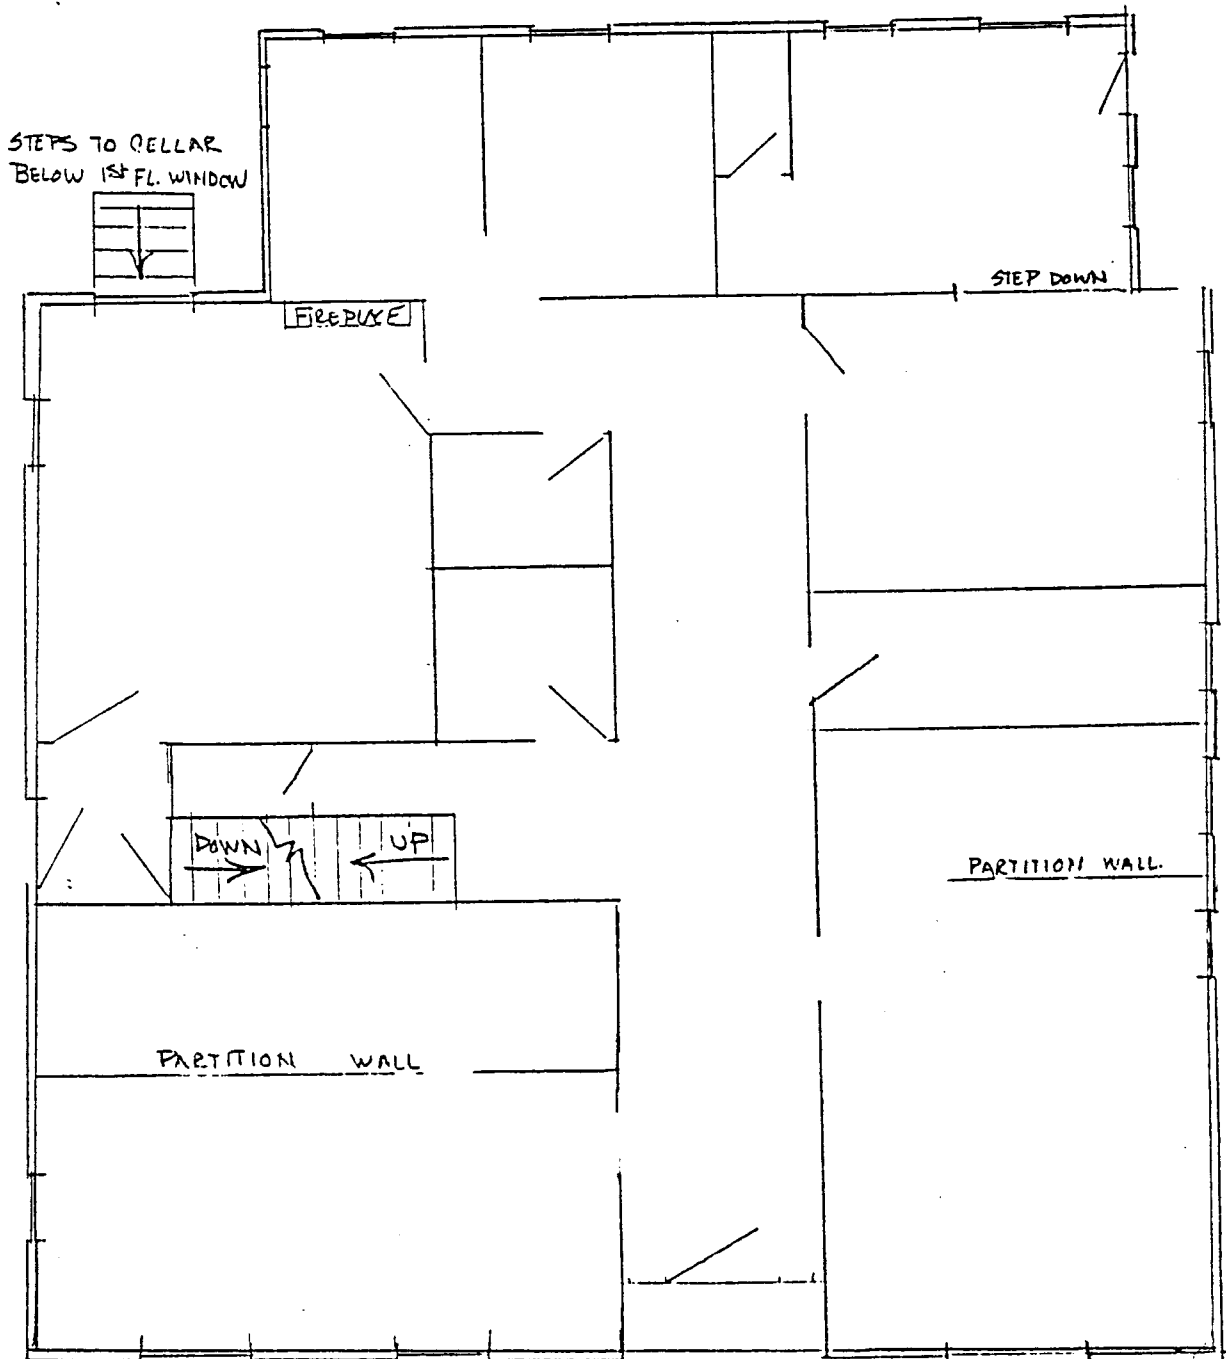 STEPS TO CELLAR
BELOW 1st FL. WINDOW
STEP DOWN
FIREPLACE
DOWN
UP
PARTITION WALL.
PARTITION WALL